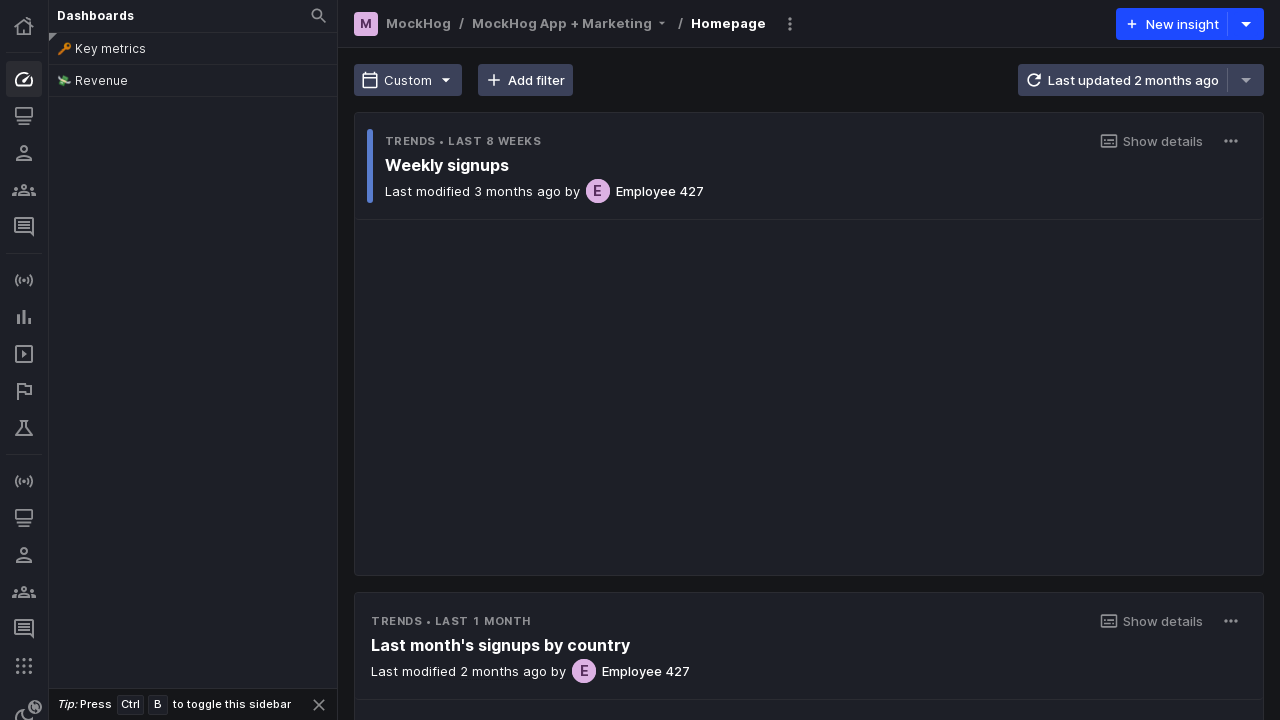 Dashboards
🔑 Key metrics
💸 Revenue
Tip: Press Ctrl B to toggle this sidebar
M MockHog / MockHog App + Marketing / Homepage
New insight
Custom
Add filter
Last updated 2 months ago
TRENDS • LAST 8 WEEKS
Show details
Weekly signups
Last modified 3 months ago by E Employee 427
TRENDS • LAST 1 MONTH
Show details
Last month's signups by country
Last modified 2 months ago by E Employee 427